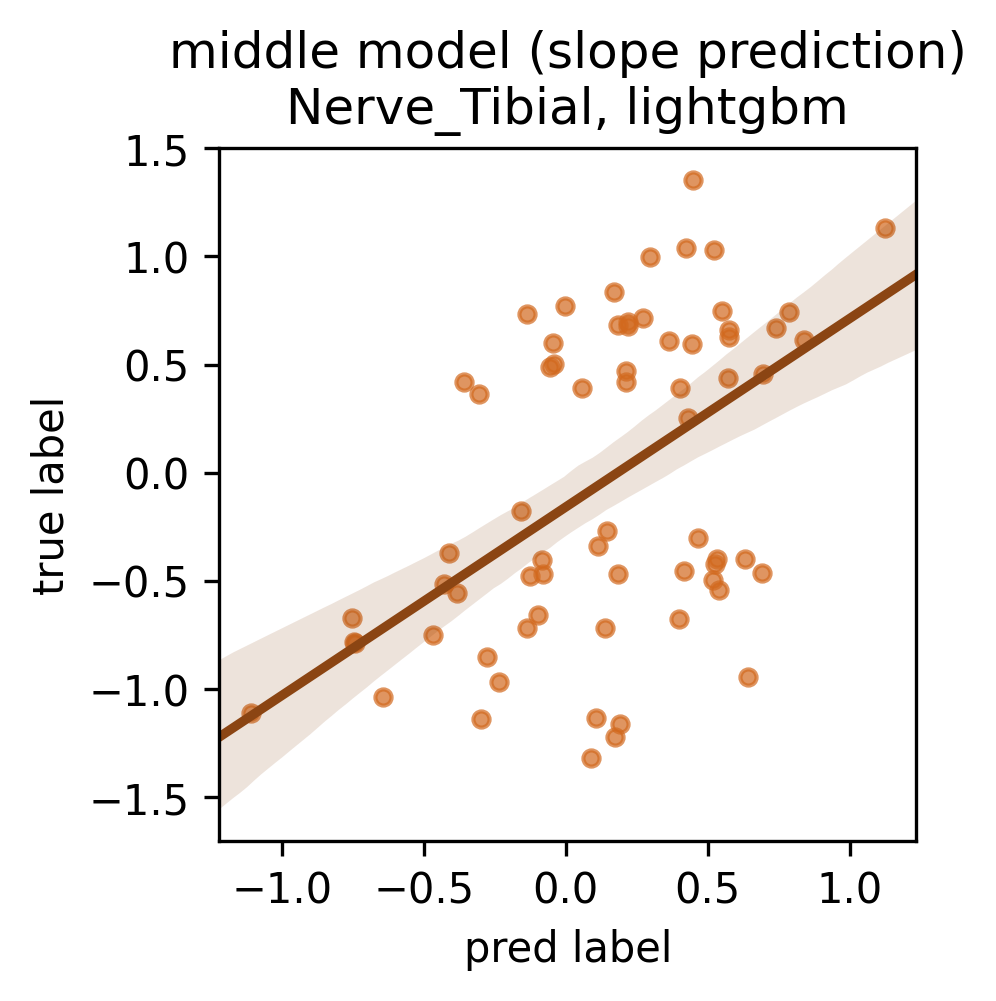 middle model (slope prediction)
Nerve_Tibial, lightgbm
1.5
1.0
0.5
0.0
−0.5
−1.0
−1.5
true label
−1.0 −0.5 0.0 0.5 1.0
pred label